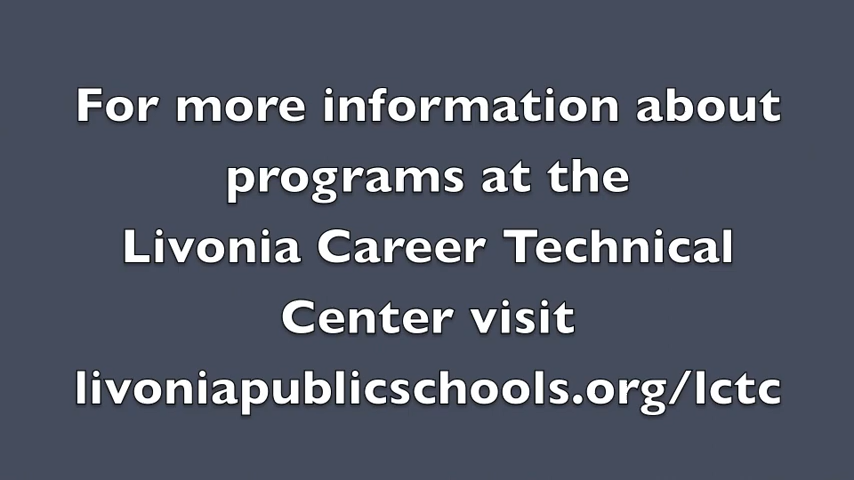 For more information about
programs at the
Livonia Career Technical
Center visit
livoniapublicschools.org/lctc